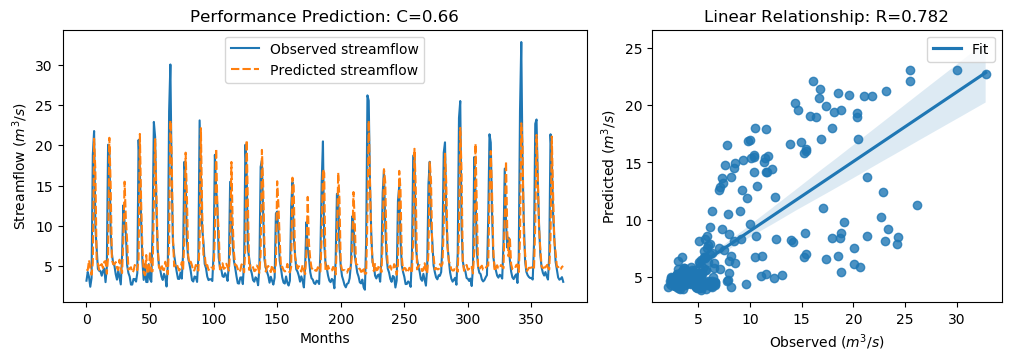 Performance Prediction: C=0.66
Observed streamflow
Predicted streamflow
Streamflow (m³/s)
30
25
20
15
10
5
0
50
100
150
200
250
300
350
Months
Linear Relationship: R=0.782
Fit
Predicted (m³/s)
25
20
15
10
5
5
10
15
20
25
30
Observed (m³/s)